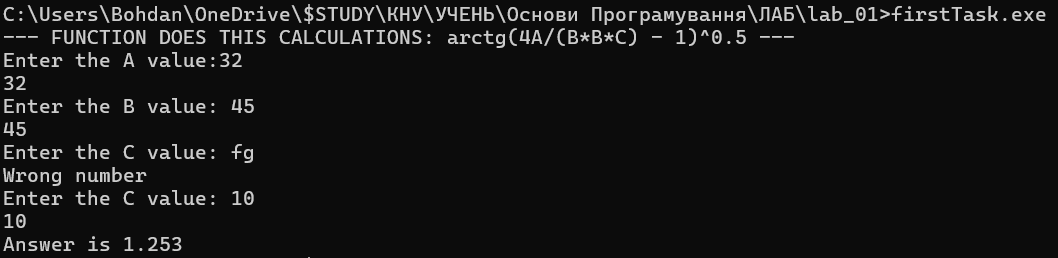 C:\Users\Bohdan\OneDrive\$STUDY\КНУ\УЧЕНЬ\Основи Програмування\ЛАБ\lab_01>firstTask.exe
--- FUNCTION DOES THIS CALCULATIONS: arctg(4A/(B*B*C) - 1)^0.5 ---
Enter the A value:32
32
Enter the B value: 45
45
Enter the C value: fg
Wrong number
Enter the C value: 10
10
Answer is 1.253